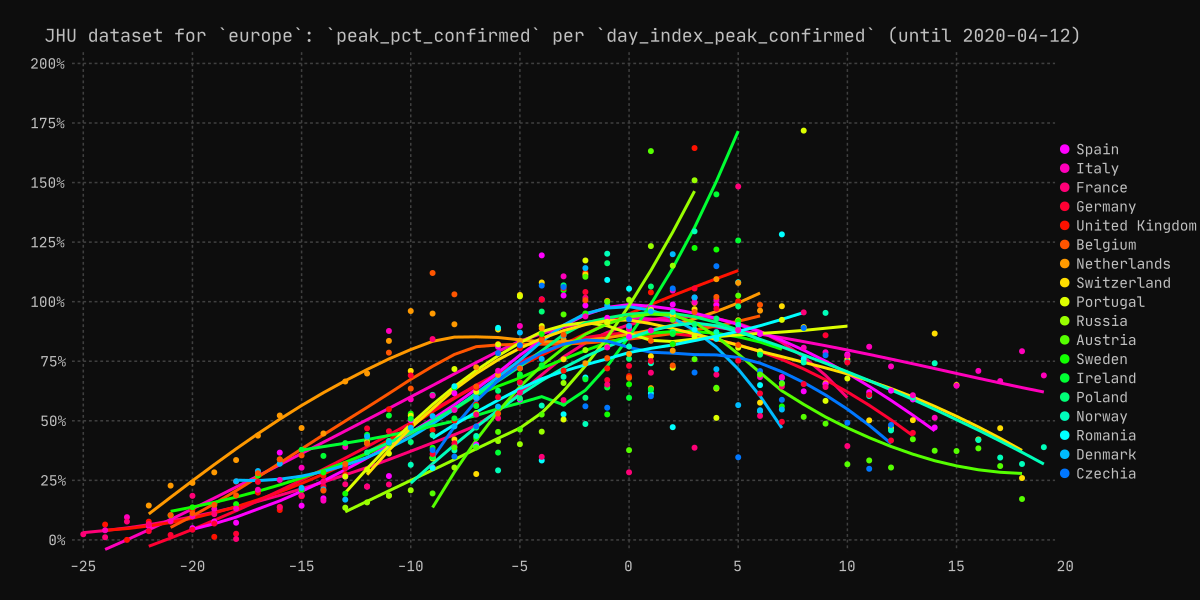 JHU dataset for `europe`: `peak_pct_confirmed` per `day_index_peak_confirmed` (until 2020-04-12)
200%
175%
150%
125%
100%
75%
50%
25%
0%
-25 -20 -15 -10 -5 0 5 10 15 20
Spain
Italy
France
Germany
United Kingdom
Belgium
Netherlands
Switzerland
Portugal
Russia
Austria
Sweden
Ireland
Poland
Norway
Romania
Denmark
Czechia